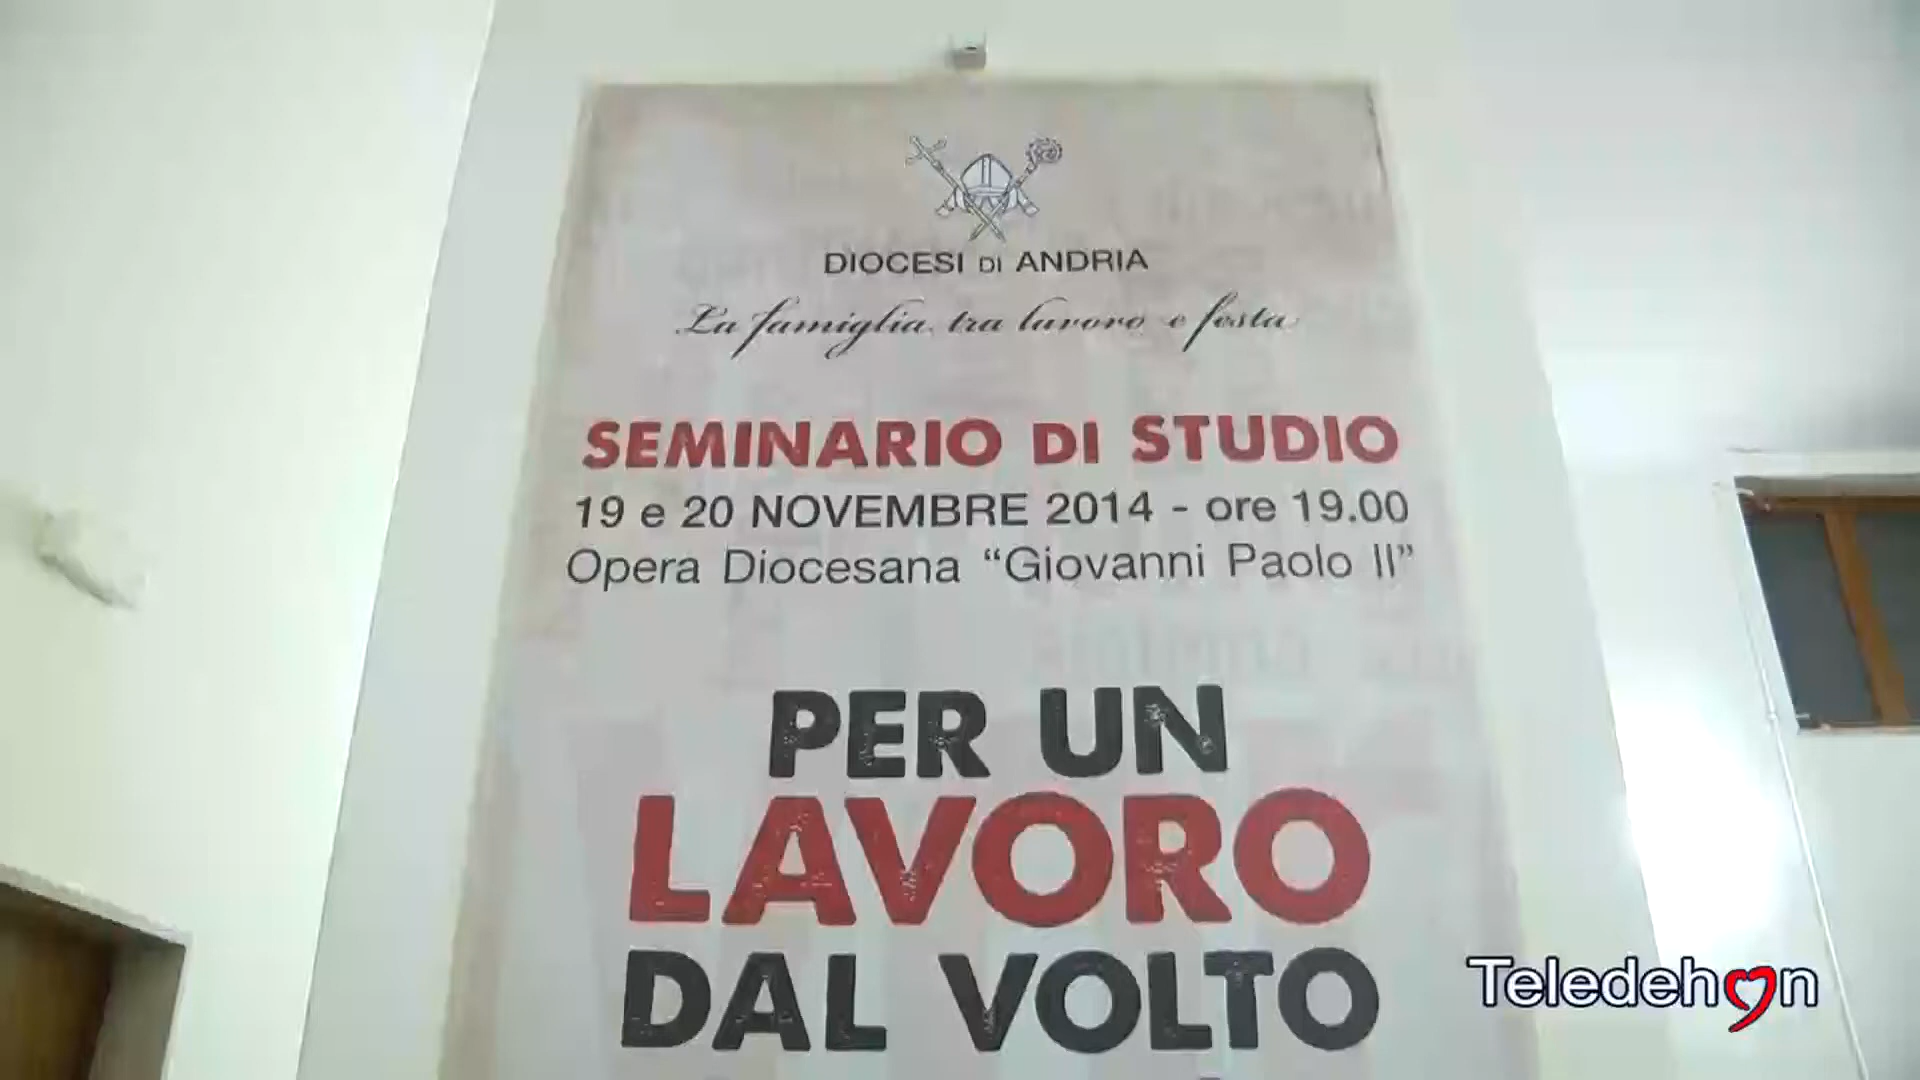 DIOCESI DI ANDRIA
La famiglia tra lavoro e festa
SEMINARIO DI STUDIO
19 e 20 NOVEMBRE 2014 - ore 19.00
Opera Diocesana “Giovanni Paolo II”
PER UN
LAVORO
DAL VOLTO
Teledehon